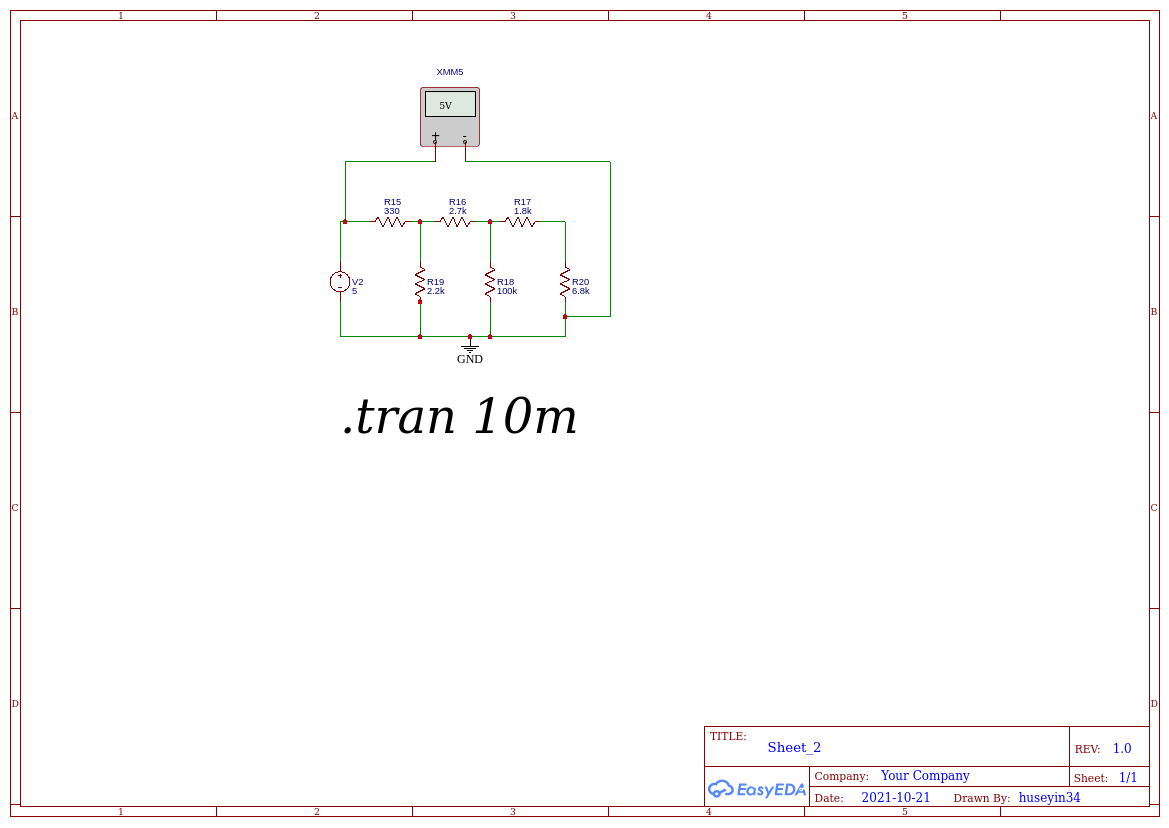 1 2 3 4 5
XMM5
5V
+ -
A A
R15 R16 R17
330 2.7k 1.8k
+
-
V2 R19 R18 R20
5 2.2k 100k 6.8k
B B
GND
.tran 10m
C C
D D
TITLE:
Sheet_2
REV: 1.0
Company: Your Company
Sheet: 1/1
EasyEDA
Date: 2021-10-21 Drawn By: huseyin34
1 2 3 4 5